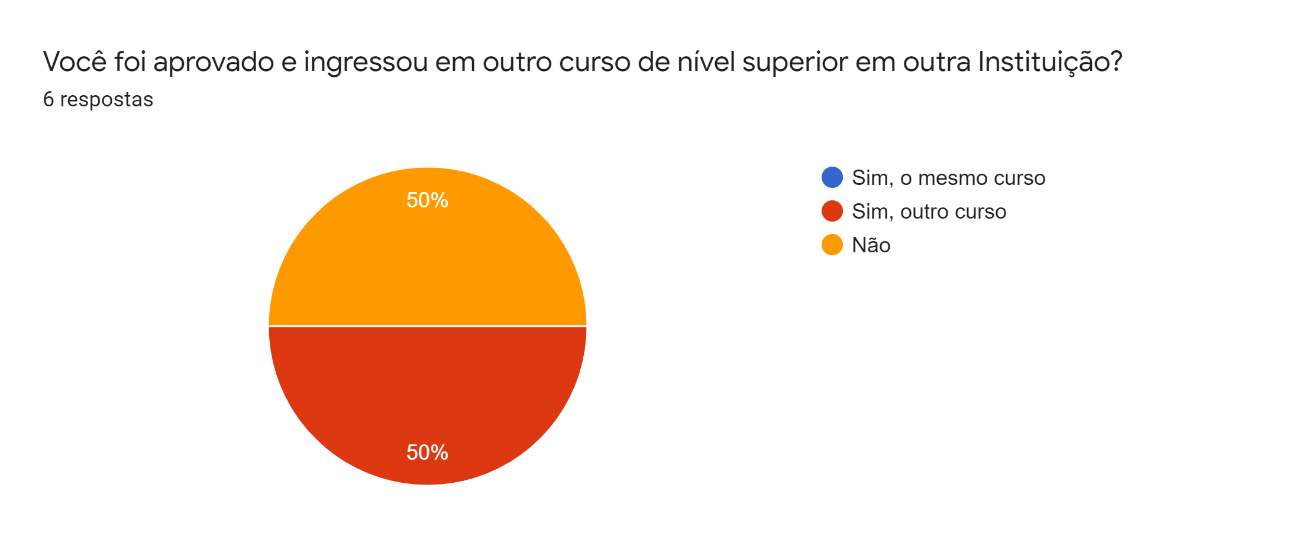 Você foi aprovado e ingressou em outro curso de nível superior em outra Instituição?
6 respostas
50%
50%
Sim, o mesmo curso
Sim, outro curso
Não